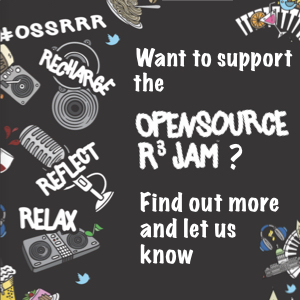 #OSSRRR
RECHARGE
REFLECT
RELAX
Want to support
the
OPENSOURCE
R³ JAM ?
Find out more
and let us
know